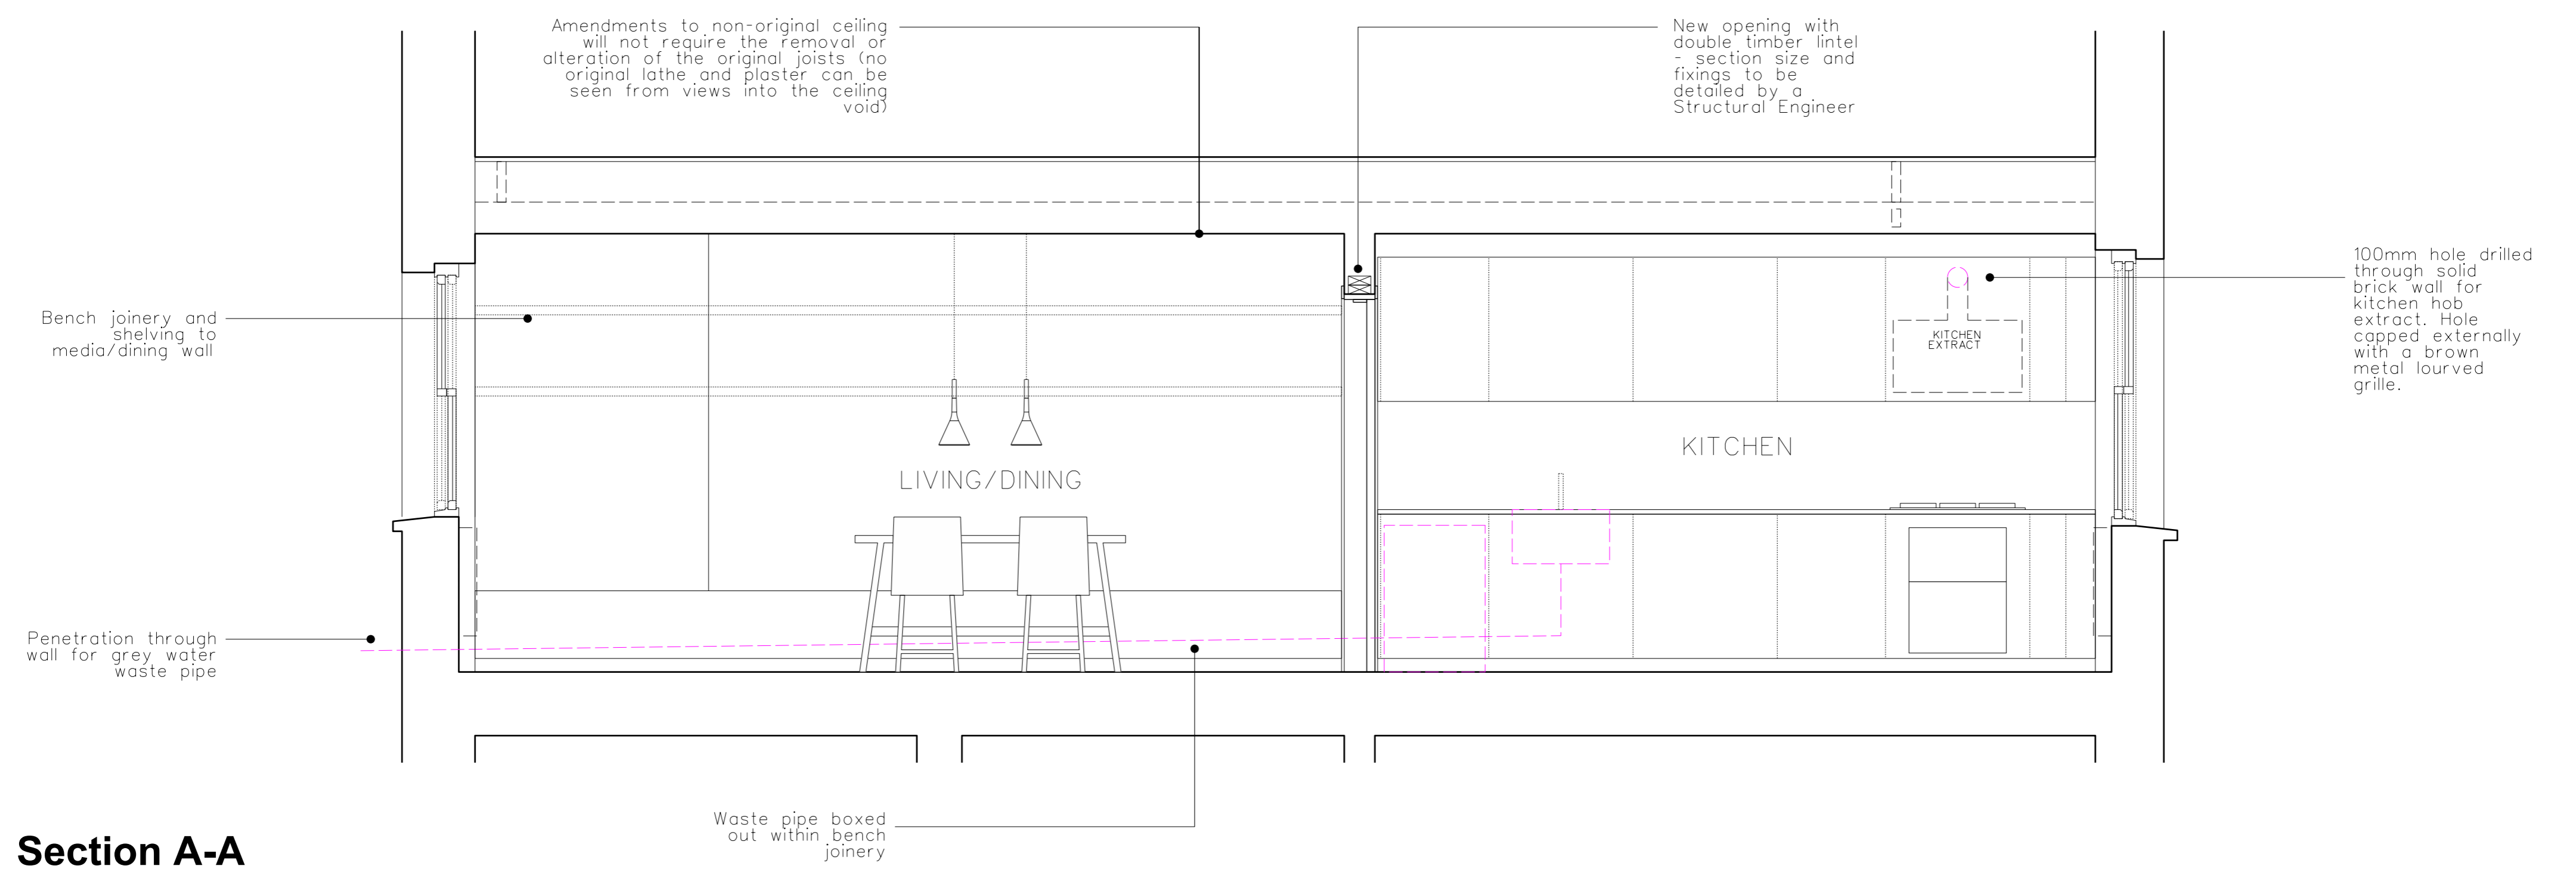 Amendments to non-original ceiling
will not require the removal or
alteration of the original joists (no
original lathe and plaster can be
seen from views into the ceiling
void)
New opening with
double timber lintel
- section size and
fixings to be
detailed by a
Structural Engineer
100mm hole drilled
through solid
brick wall for
kitchen hob
extract. Hole
capped externally
with a brown
metal lourved
grille.
Bench joinery and
shelving to
media/dining wall
KITCHEN
EXTRACT
KITCHEN
LIVING/DINING
Penetration through
wall for grey water
waste pipe
Waste pipe boxed
out within bench
joinery
Section A-A